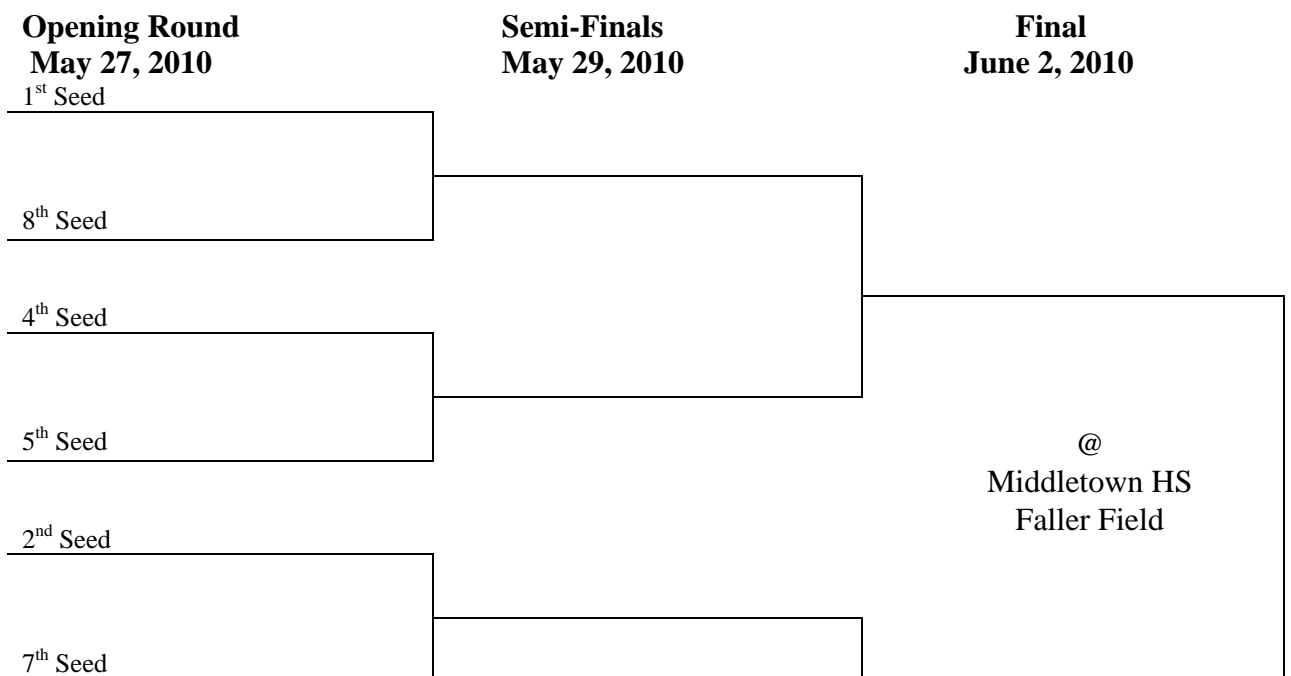 Opening Round Semi-Finals Final
May 27, 2010 May 29, 2010 June 2, 2010
1st Seed
8th Seed
4th Seed
5th Seed
@
Middletown HS
Faller Field
2nd Seed
7th Seed